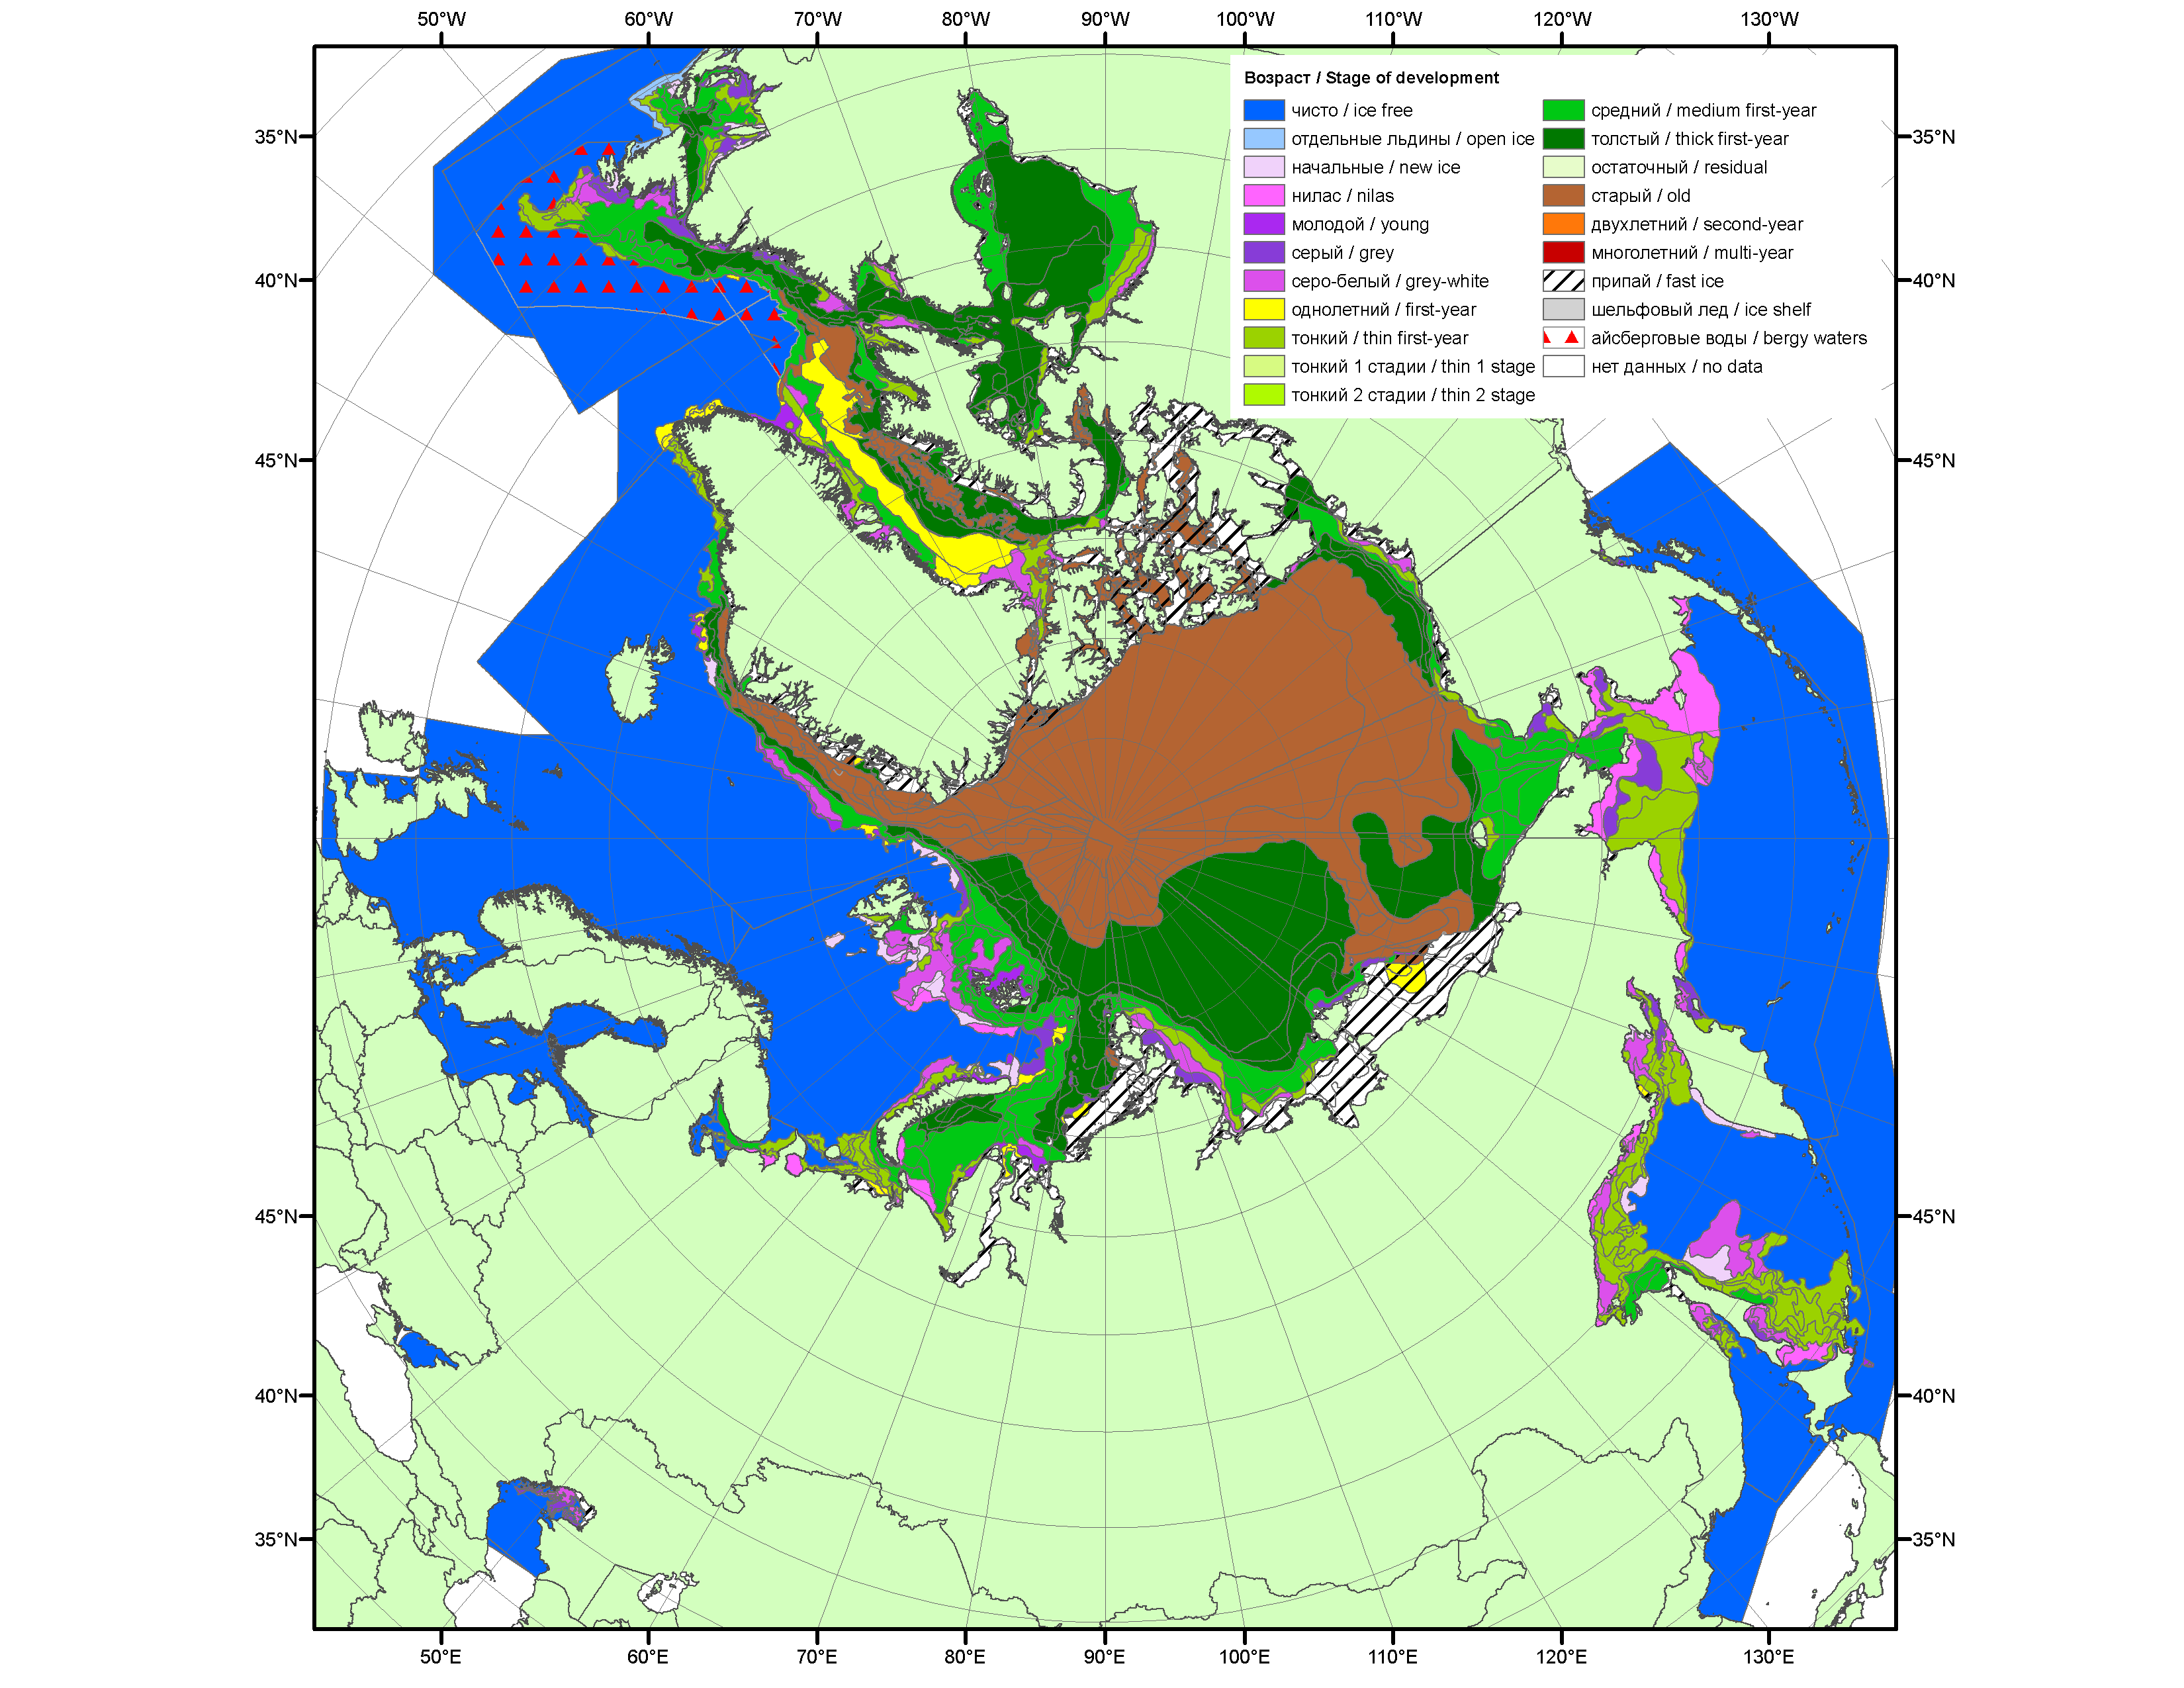 50°W 60°W 70°W 80°W 90°W 100°W 110°W 120°W 130°W
Возраст / Stage of development
чисто / ice free
отдельные льдины / open ice
начальные / new ice
нилас / nilas
молодой / young
серый / grey
серо-белый / grey-white
однолетний / first-year
тонкий / thin first-year
тонкий 1 стадии / thin 1 stage
тонкий 2 стадии / thin 2 stage
средний / medium first-year
толстый / thick first-year
остаточный / residual
старый / old
двухлетний / second-year
многолетний / multi-year
припай / fast ice
шельфовый лед / ice shelf
айсберговые воды / bergy waters
нет данных / no data
35°N 35°N
40°N 40°N
45°N 45°N
45°N 45°N
40°N 40°N
35°N 35°N
50°E 60°E 70°E 80°E 90°E 100°E 110°E 120°E 130°E